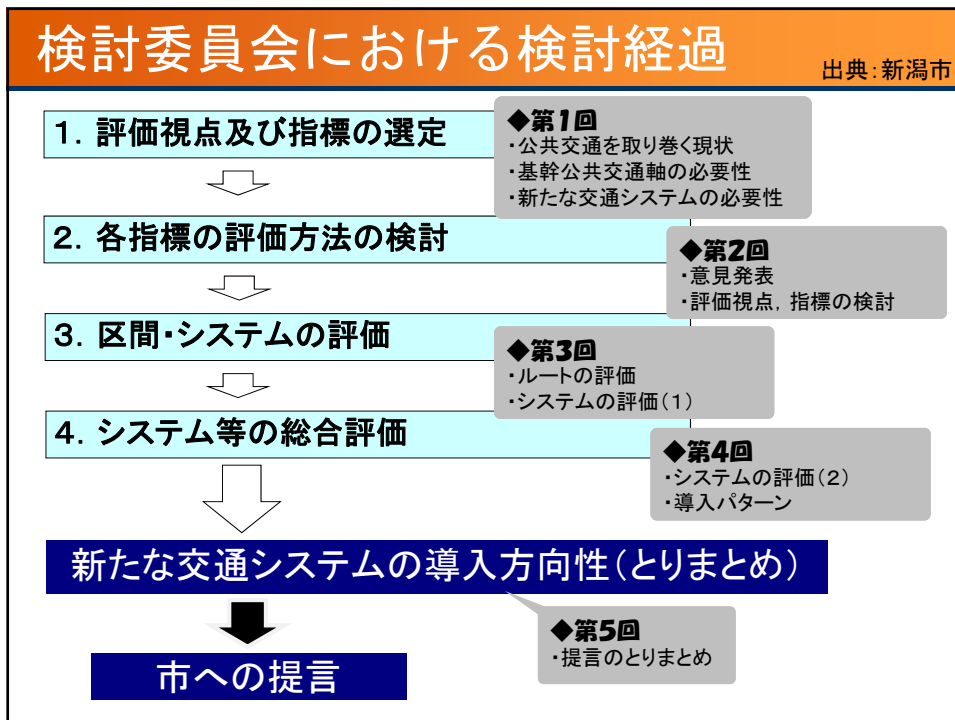 検討委員会における検討経過
出典:新潟市
1.評価視点及び指標の選定
◆第1回
・公共交通を取り巻く現状
・基幹公共交通軸の必要性
・新たな交通システムの必要性
2.各指標の評価方法の検討
◆第2回
・意見発表
・評価視点,指標の検討
3.区間・システムの評価
◆第3回
・ルートの評価
・システムの評価(1)
4.システム等の総合評価
◆第4回
・システムの評価(2)
・導入パターン
新たな交通システムの導入方向性(とりまとめ)
◆第5回
・提言のとりまとめ
市への提言